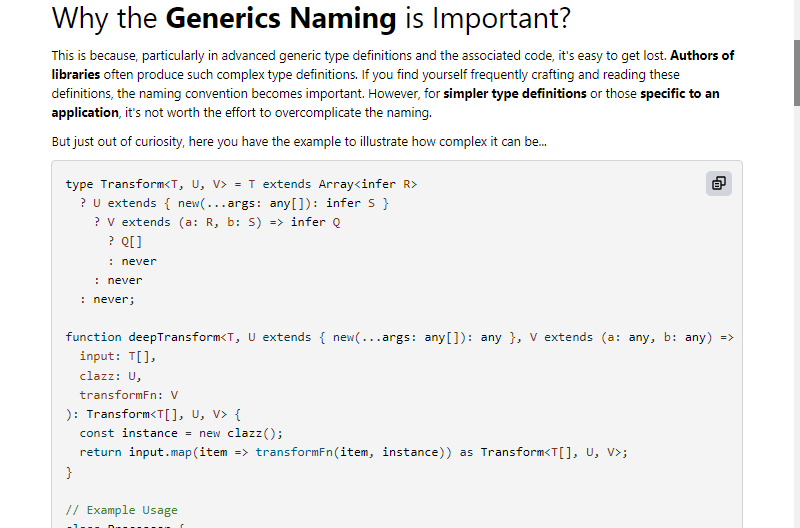 Why the Generics Naming is Important?
This is because, particularly in advanced generic type definitions and the associated code, it's easy to get lost. Authors of
libraries often produce such complex type definitions. If you find yourself frequently crafting and reading these
definitions, the naming convention becomes important. However, for simpler type definitions or those specific to an
application, it's not worth the effort to overcomplicate the naming.
But just out of curiosity, here you have the example to illustrate how complex it can be...
type Transform<T, U, V> = T extends Array<infer R>
  ? U extends { new(...args: any[]): infer S }
    ? V extends (a: R, b: S) => infer Q
      ? Q[]
      : never
    : never
  : never;
function deepTransform<T, U extends { new(...args: any[]): any }, V extends (a: any, b: any) =>
  input: T[],
  clazz: U,
  transformFn: V
): Transform<T[], U, V> {
  const instance = new clazz();
  return input.map(item => transformFn(item, instance)) as Transform<T[], U, V>;
}
// Example Usage